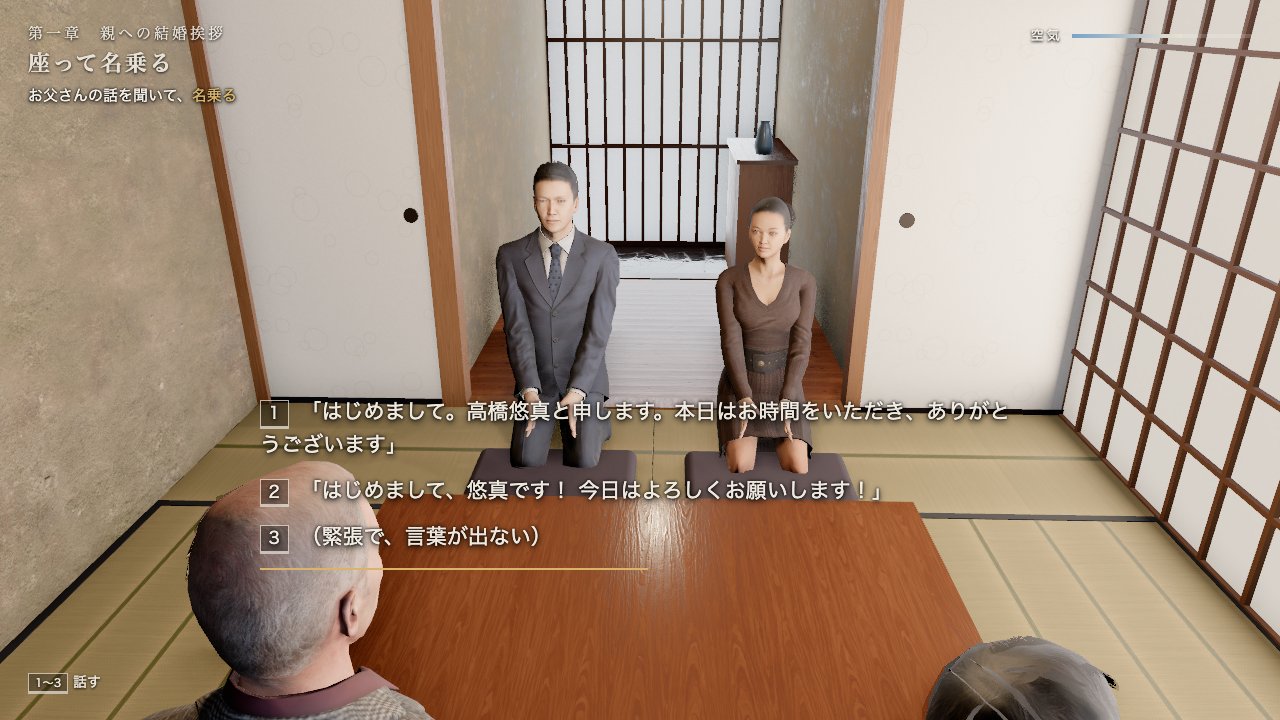 第一章 親への結婚挨拶
座って名乗る
お父さんの話を聞いて、名乗る
空気
1 「はじめまして。高橋悠真と申します。本日はお時間をいただき、ありがと
うございます」
2 「はじめまして、悠真です! 今日はよろしくお願いします!」
3 (緊張で、言葉が出ない)
1〜3 話す